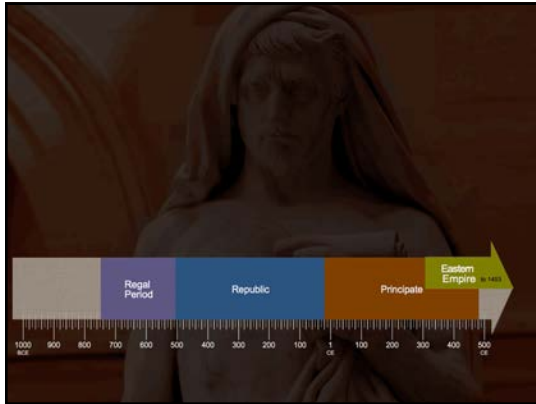 Regal
Period
Republic
Principate
Eastern
Empire to 1453
1000 900 800 700 600 500 400 300 200 100 1 100 200 300 400 500
BCE CE CE